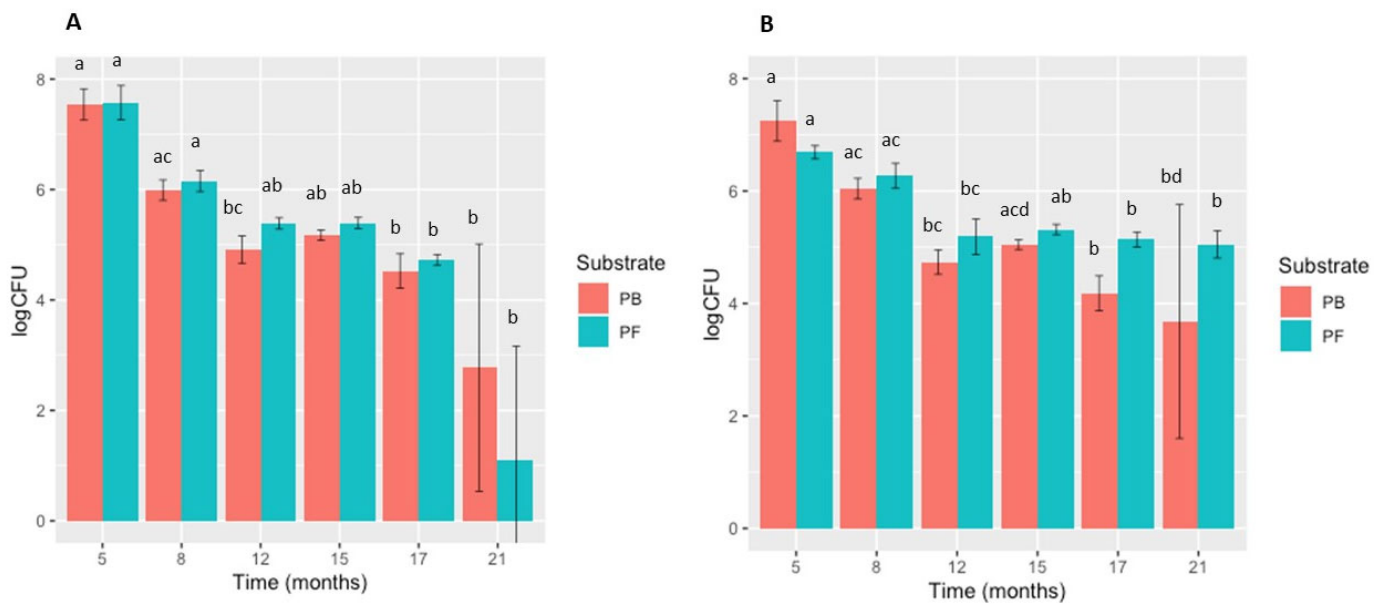 A
a a
ac a
bc ab
ab ab
b b
b b
8
6
4
2
0
logCFU
5 8 12 15 17 21
Time (months)
Substrate
PB
PF
B
a a
ac ac
bc bc
acd ab
b b
bd b
8
6
4
2
0
logCFU
5 8 12 15 17 21
Time (months)
Substrate
PB
PF